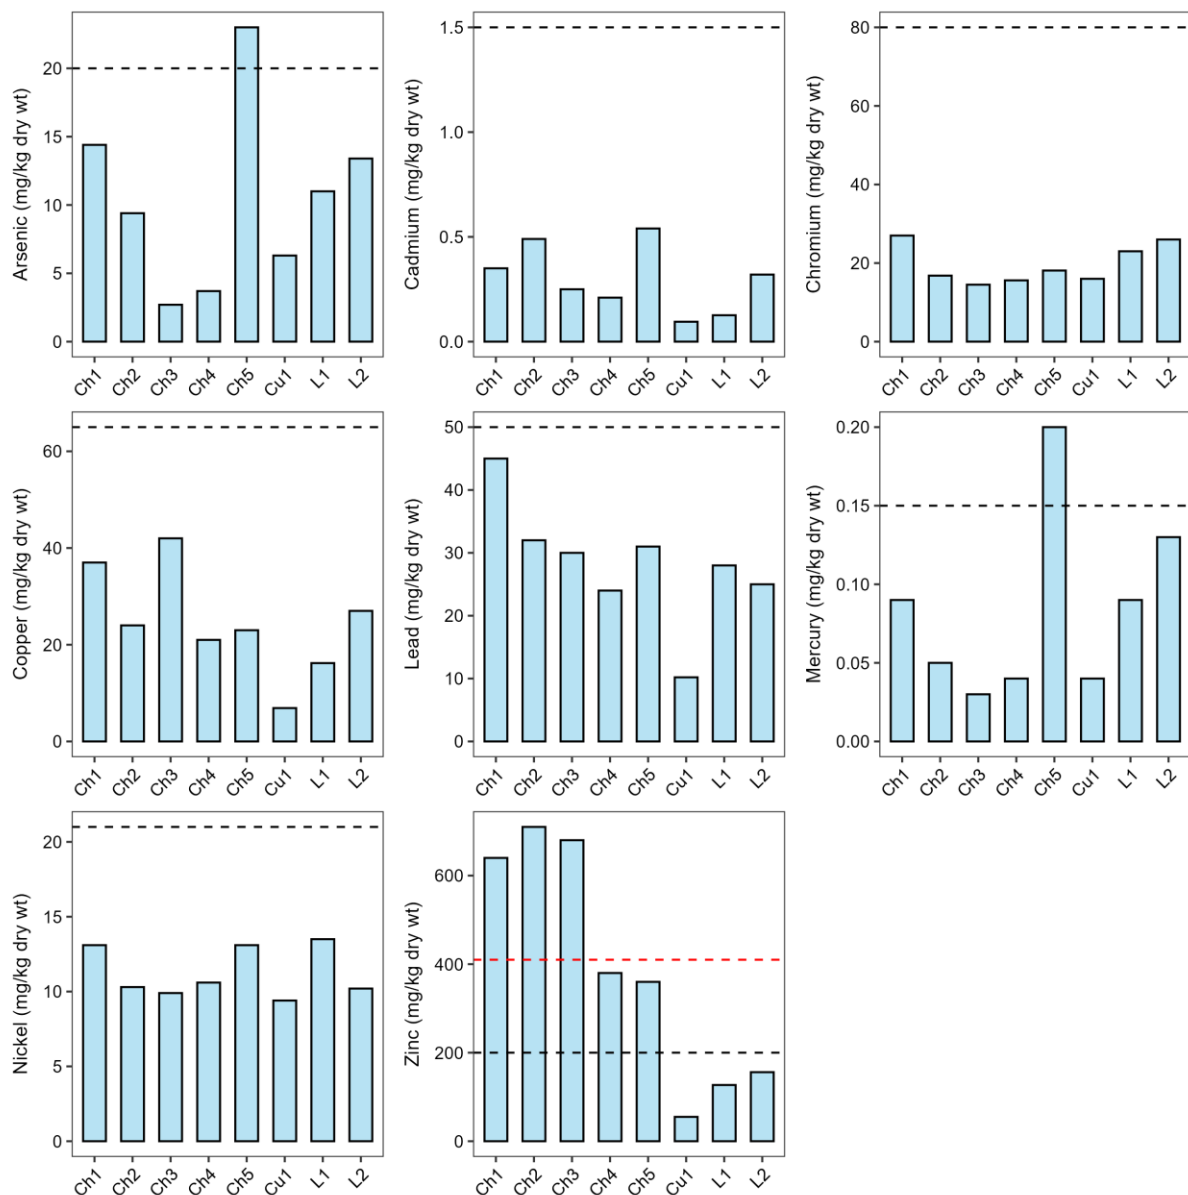 Arsenic (mg/kg dry wt)
20
15
10
5
0
Ch1 Ch2 Ch3 Ch4 Ch5 Cu1 L1 L2
Cadmium (mg/kg dry wt)
1.5
1.0
0.5
0.0
Ch1 Ch2 Ch3 Ch4 Ch5 Cu1 L1 L2
Chromium (mg/kg dry wt)
80
60
40
20
0
Ch1 Ch2 Ch3 Ch4 Ch5 Cu1 L1 L2
Copper (mg/kg dry wt)
60
40
20
0
Ch1 Ch2 Ch3 Ch4 Ch5 Cu1 L1 L2
Lead (mg/kg dry wt)
50
40
30
20
10
0
Ch1 Ch2 Ch3 Ch4 Ch5 Cu1 L1 L2
Mercury (mg/kg dry wt)
0.20
0.15
0.10
0.05
0.00
Ch1 Ch2 Ch3 Ch4 Ch5 Cu1 L1 L2
Nickel (mg/kg dry wt)
20
15
10
5
0
Ch1 Ch2 Ch3 Ch4 Ch5 Cu1 L1 L2
Zinc (mg/kg dry wt)
600
400
200
0
Ch1 Ch2 Ch3 Ch4 Ch5 Cu1 L1 L2